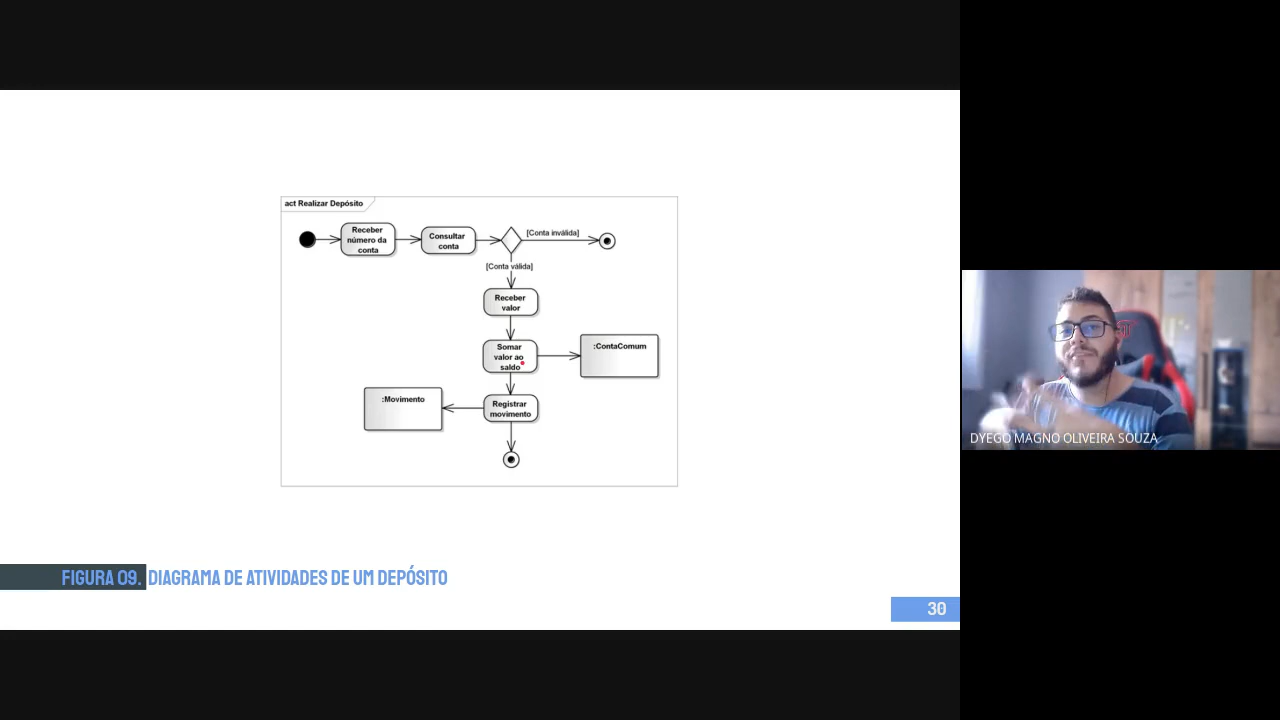 act Realizar Depósito
Receber
número da
conta
Consultar
conta
[Conta inválida]
[Conta válida]
Receber
valor
Somar
valor ao
saldo
:ContaComum
:Movimento
Registrar
movimento
DYEGO MAGNO OLIVEIRA SOUZA
FIGURA 09. DIAGRAMA DE ATIVIDADES DE UM DEPÓSITO
30